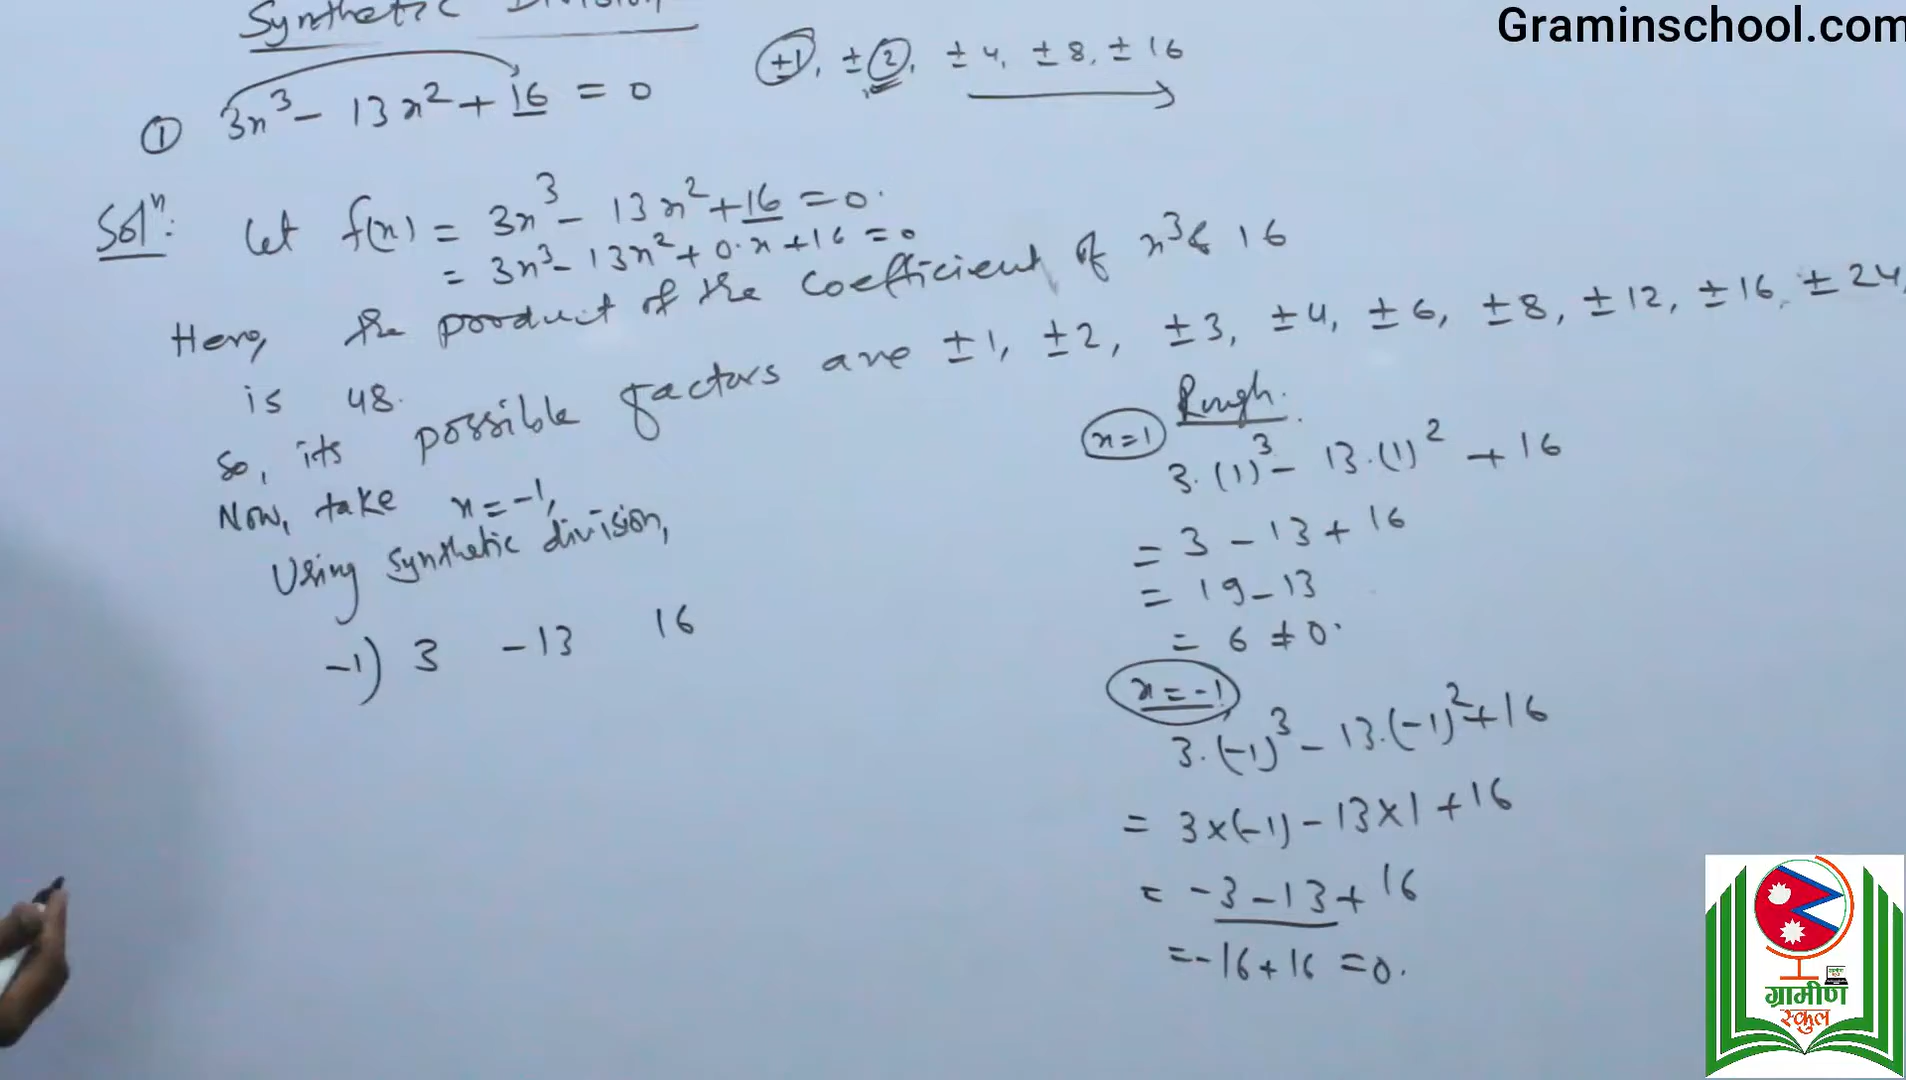 Graminschool.com
Synthetic Division
±1, ±2, ±4, ±8, ±16
① 3x³ - 13x² + 16 = 0
Solⁿ: Let f(x) = 3x³ - 13x² + 16 = 0.
= 3x³ - 13x² + 0.x + 16 = 0
Here, the product of the coefficient of x³ & 16
is 48.
So, its possible factors are ±1, ±2, ±3, ±4, ±6, ±8, ±12, ±16, ±24,
Now, take x = -1,
Using synthetic division,
-1) 3 -13 16
Rough.
x=1
3.(1)³ - 13.(1)² + 16
= 3 - 13 + 16
= 19 - 13
= 6 ≠ 0.
x = -1
3.(-1)³ - 13.(-1)² + 16
= 3×(-1) - 13×1 + 16
= -3 - 13 + 16
= -16 + 16 = 0.
ग्रामीण
स्कुल